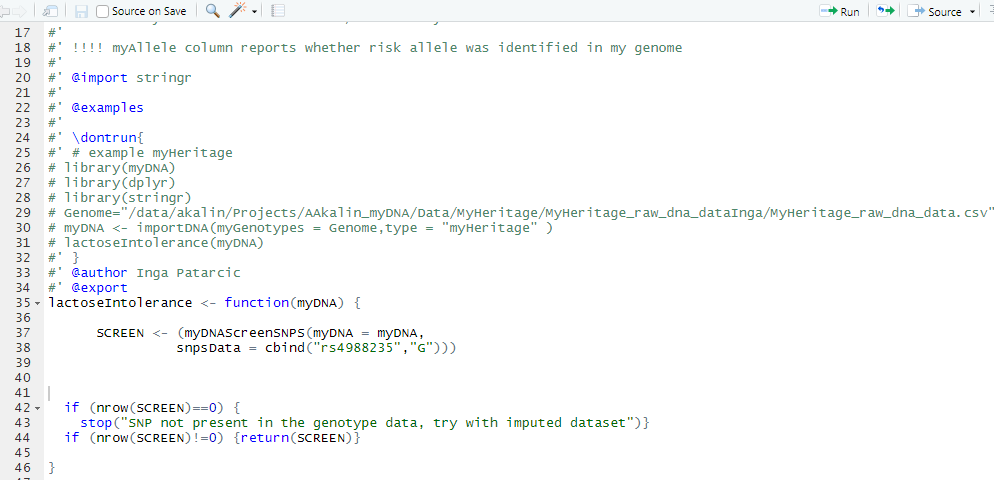 Source on Save Run Source
17 #'
18 #' !!!! myAllele column reports whether risk allele was identified in my genome
19 #'
20 #' @import stringr
21 #'
22 #' @examples
23 #'
24 #' \dontrun{
25 #' # example myHeritage
26 # library(myDNA)
27 # library(dplyr)
28 # library(stringr)
29 # Genome="/data/akalin/Projects/AAkalin_myDNA/Data/MyHeritage/MyHeritage_raw_dna_dataInga/MyHeritage_raw_dna_data.csv"
30 # myDNA <- importDNA(myGenotypes = Genome,type = "myHeritage" )
31 # lactoseIntolerance(myDNA)
32 #' }
33 #' @author Inga Patarcic
34 #' @export
35 lactoseIntolerance <- function(myDNA) {
36
37 SCREEN <- (myDNAScreenSNPS(myDNA = myDNA,
38 snpsData = cbind("rs4988235","G")))
39
40
41
42 if (nrow(SCREEN)==0) {
43 stop("SNP not present in the genotype data, try with imputed dataset")}
44 if (nrow(SCREEN)!=0) {return(SCREEN)}
45
46 }